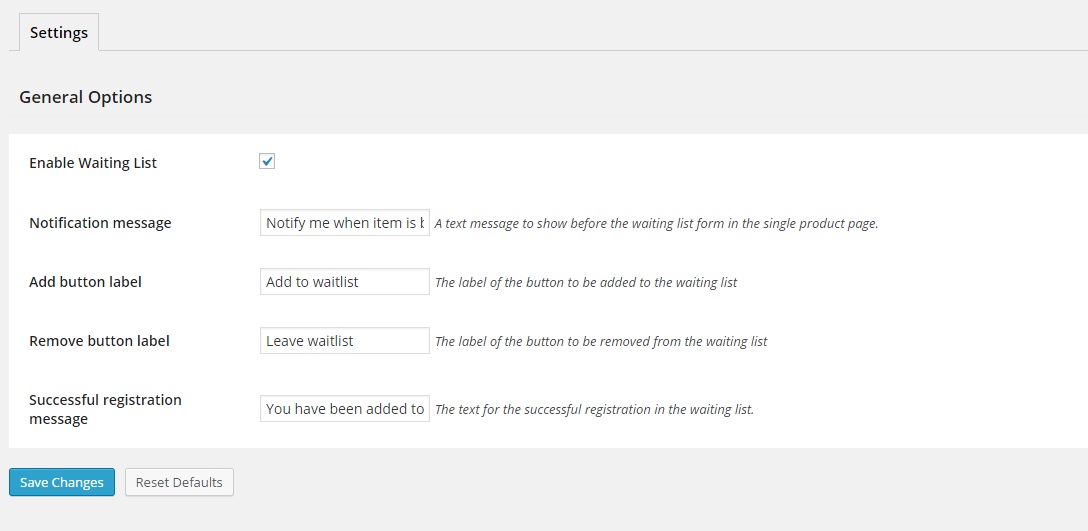 Settings
General Options
Enable Waiting List
Notification message
Notify me when item is
A text message to show before the waiting list form in the single product page.
Add button label
Add to waitlist
The label of the button to be added to the waiting list
Remove button label
Leave waitlist
The label of the button to be removed from the waiting list
Successful registration
message
You have been added to
The text for the successful registration in the waiting list.
Save Changes
Reset Defaults